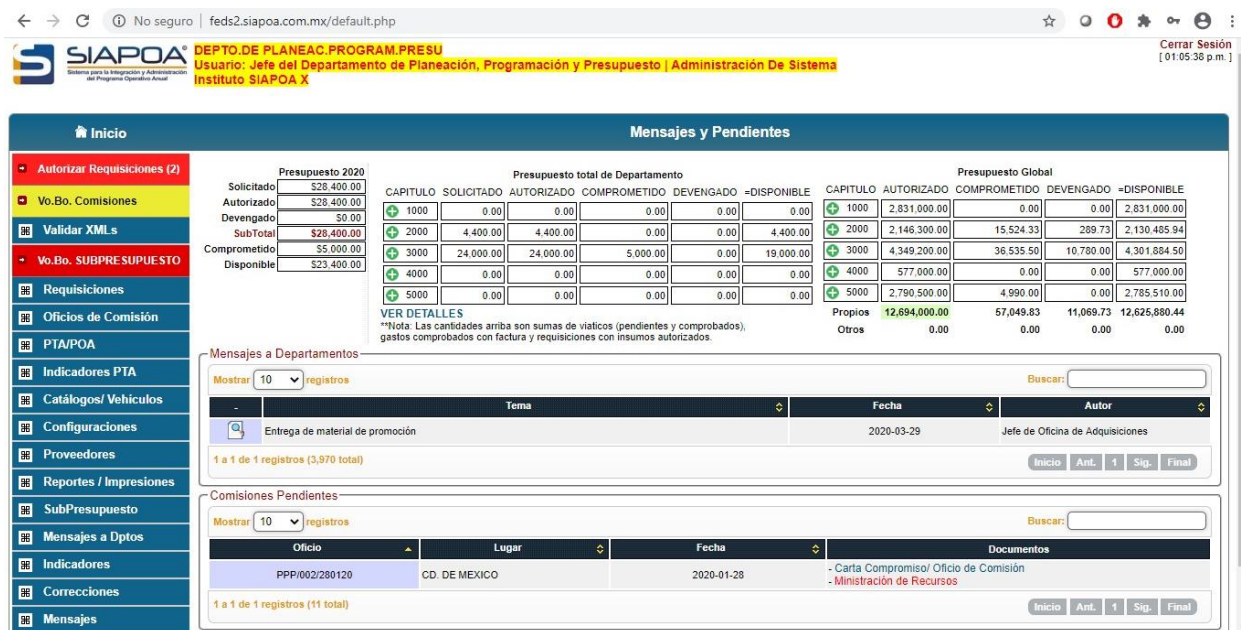 No seguro | feds2.siapoa.com.mx/default.php
SIAPOA
Sistema para la Integración y Administración
del Programa Operativo Anual
DEPTO.DE PLANEAC.PROGRAM.PRESU
Usuario: Jefe del Departamento de Planeación, Programación y Presupuesto | Administración De Sistema
Instituto SIAPOA X
Cerrar Sesión
[ 01:05:38 p.m. ]
Inicio
Mensajes y Pendientes
Autorizar Requisiciones (2)
Vo.Bo. Comisiones
Validar XMLs
Vo.Bo. SUBPRESUPUESTO
Requisiciones
Oficios de Comisión
PTA/POA
Indicadores PTA
Catálogos/ Vehículos
Configuraciones
Proveedores
Reportes / Impresiones
SubPresupuesto
Mensajes a Dptos
Indicadores
Correcciones
Mensajes
Presupuesto 2020
Solicitado $28,400.00
Autorizado $28,400.00
Devengado $0.00
SubTotal $28,400.00
Comprometido $5,000.00
Disponible $23,400.00
Presupuesto total de Departamento
CAPITULO SOLICITADO AUTORIZADO COMPROMETIDO DEVENGADO =DISPONIBLE
1000 0.00 0.00 0.00 0.00 0.00
2000 4,400.00 4,400.00 0.00 0.00 4,400.00
3000 24,000.00 24,000.00 5,000.00 0.00 19,000.00
4000 0.00 0.00 0.00 0.00 0.00
5000 0.00 0.00 0.00 0.00 0.00
VER DETALLES
**Nota: Las cantidades arriba son sumas de viaticos (pendientes y comprobados),
gastos comprobados con factura y requisiciones con insumos autorizados.
Presupuesto Global
CAPITULO AUTORIZADO COMPROMETIDO DEVENGADO =DISPONIBLE
1000 2,831,000.00 0.00 0.00 2,831,000.00
2000 2,146,300.00 15,524.33 289.73 2,130,485.94
3000 4,349,200.00 36,535.50 10,780.00 4,301,884.50
4000 577,000.00 0.00 0.00 577,000.00
5000 2,790,500.00 4,990.00 0.00 2,785,510.00
Propios 12,694,000.00 57,049.83 11,069.73 12,625,880.44
Otros 0.00 0.00 0.00 0.00
Mensajes a Departamentos
Mostrar 10 registros
Buscar:
- Tema Fecha Autor
Entrega de material de promoción 2020-03-29 Jefe de Oficina de Adquisiciones
1 a 1 de 1 registros (3,970 total)
Inicio Ant. 1 Sig. Final
Comisiones Pendientes
Mostrar 10 registros
Buscar:
Oficio Lugar Fecha Documentos
PPP/002/280120 CD. DE MEXICO 2020-01-28 - Carta Compromiso/ Oficio de Comisión
- Ministración de Recursos
1 a 1 de 1 registros (11 total)
Inicio Ant. 1 Sig. Final